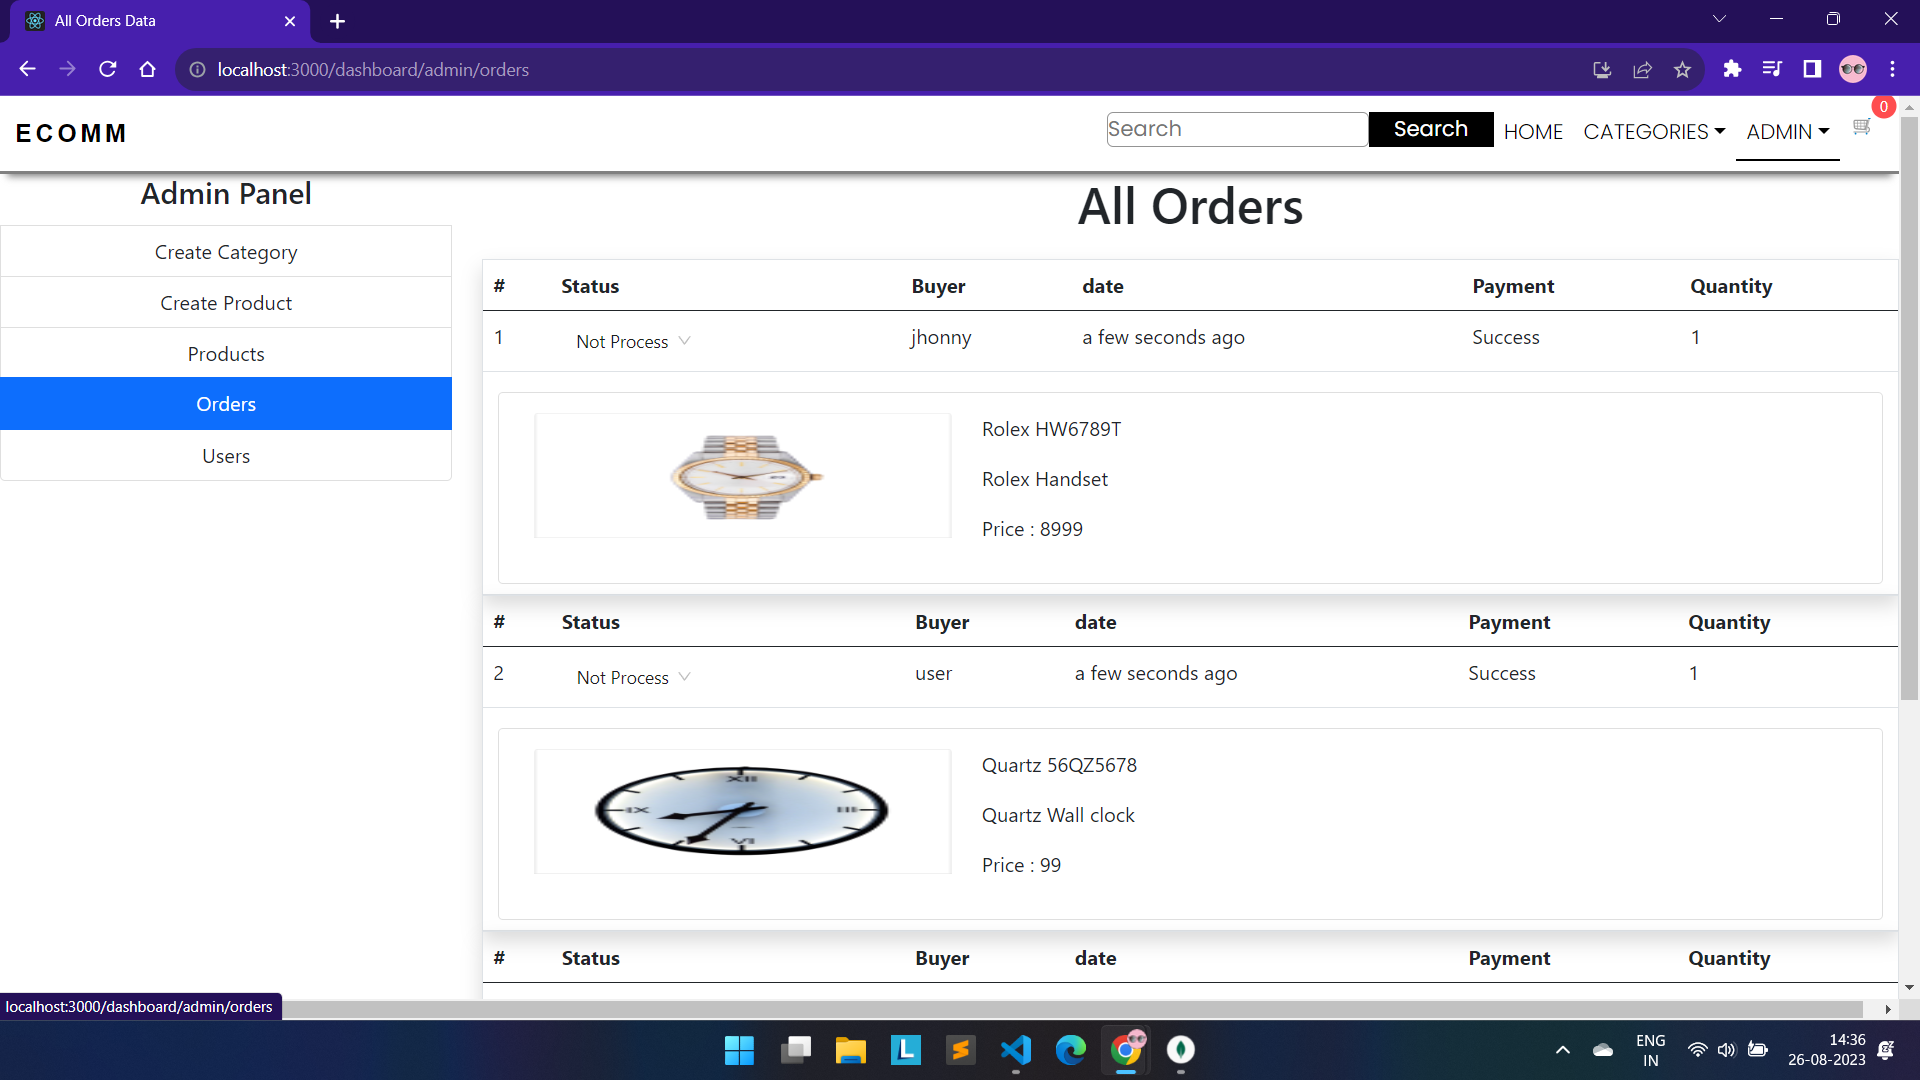 All Orders Data
localhost:3000/dashboard/admin/orders
ECOMM
Search
Search
HOME
CATEGORIES
ADMIN
0
Admin Panel
Create Category
Create Product
Products
Orders
Users
All Orders
# Status Buyer date Payment Quantity
1 Not Process jhonny a few seconds ago Success 1
Rolex HW6789T
Rolex Handset
Price : 8999
# Status Buyer date Payment Quantity
2 Not Process user a few seconds ago Success 1
XII
III
VI
IX
Quartz 56QZ5678
Quartz Wall clock
Price : 99
# Status Buyer date Payment Quantity
localhost:3000/dashboard/admin/orders
L
ENG
IN
14:36
26-08-2023